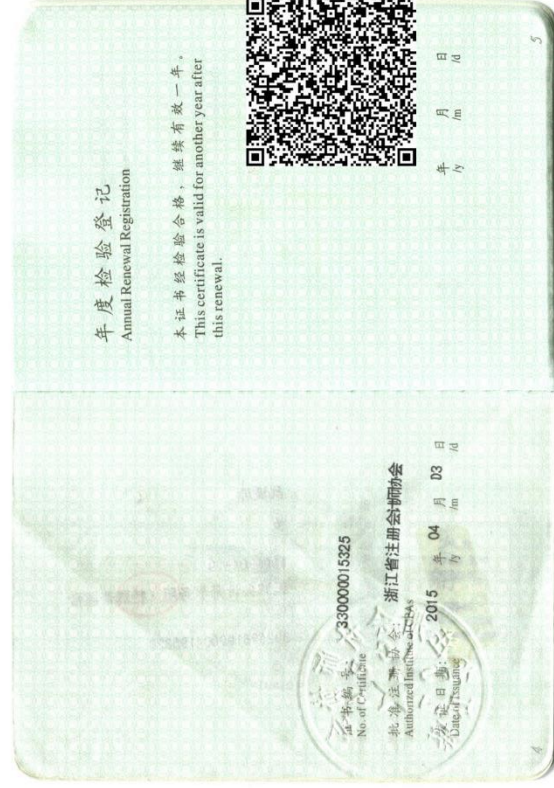 证书编号:
No. of Certificate
330000015325
批准注册协会:
Authorized Institute of CPAs
浙江省注册会计师协会
发证日期:
Date of Issuance
2015 年 04 月 D3 日
/y /m /d
4
年度检验登记
Annual Renewal Registration
本证书经检验合格,继续有效一年。
This certificate is valid for another year after
this renewal.
年 月 日
/y /m /d
5